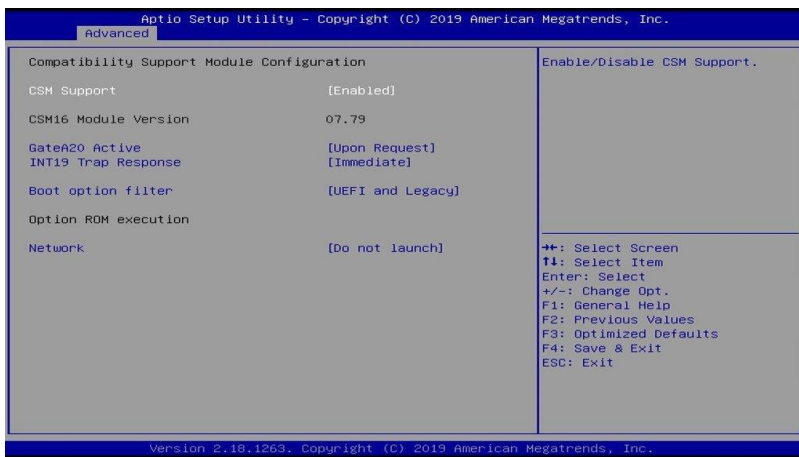 Aptio Setup Utility – Copyright (C) 2019 American Megatrends, Inc.
Advanced
Compatibility Support Module Configuration
CSM Support [Enabled]
CSM16 Module Version 07.79
GateA20 Active [Upon Request]
INT19 Trap Response [Immediate]
Boot option filter [UEFI and Legacy]
Option ROM execution
Network [Do not launch]
Enable/Disable CSM Support.
→←: Select Screen
↑↓: Select Item
Enter: Select
+/-: Change Opt.
F1: General Help
F2: Previous Values
F3: Optimized Defaults
F4: Save & Exit
ESC: Exit
Version 2.18.1263. Copyright (C) 2019 American Megatrends, Inc.